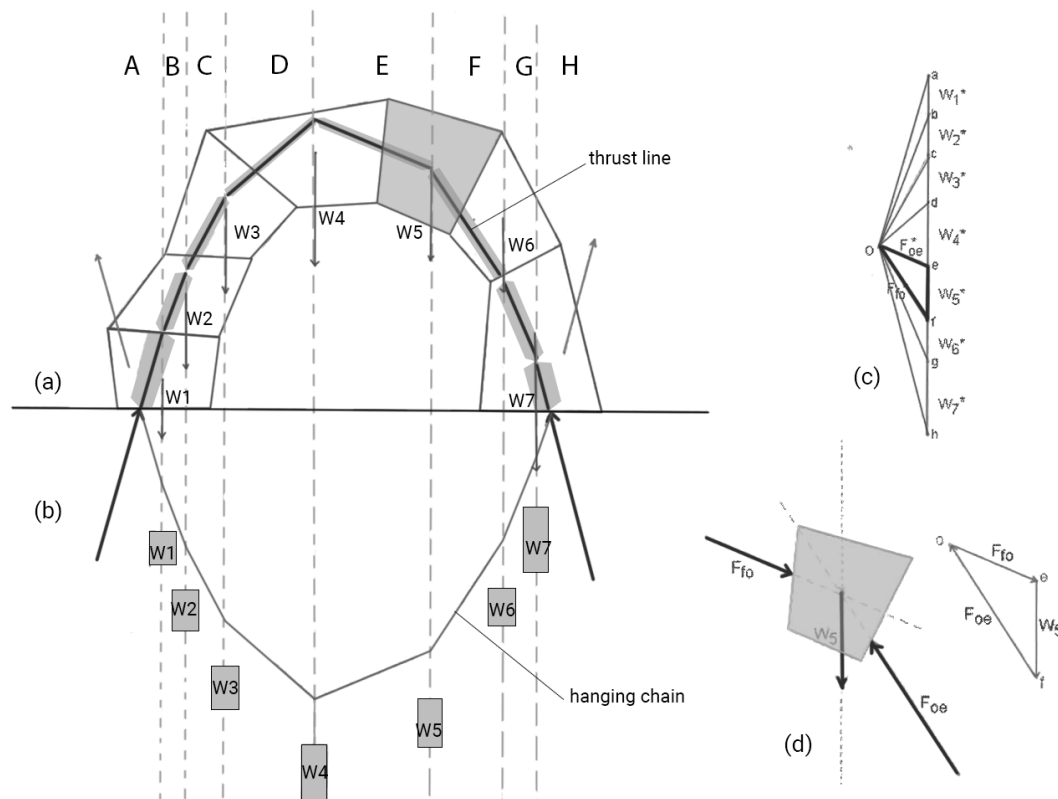 A B C D E F G H
thrust line
W3
W4
W5
W6
W2
W1
W7
(a)
(b)
W1
W2
W3
W4
W5
W6
W7
hanging chain
a
W1*
b
W2*
c
W3*
d
W4*
o
Foe*
e
Ffo
W5*
f
W6*
g
W7*
h
(c)
Ffo
W5
Foe
o
Ffo
e
Foe
W5
f
(d)